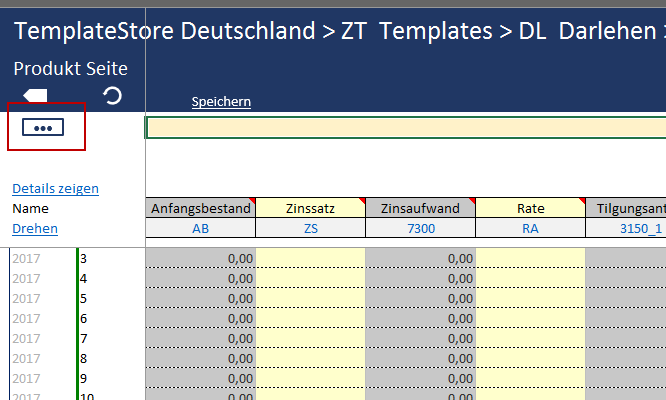 TemplateStore Deutschland > ZT Templates > DL Darlehen >
Produkt Seite
Speichern
Details zeigen
Name Anfangsbestand Zinssatz Zinsaufwand Rate Tilgungsant
Drehen AB ZS 7300 RA 3150_1
2017 3 0,00 0,00
2017 4 0,00 0,00
2017 5 0,00 0,00
2017 6 0,00 0,00
2017 7 0,00 0,00
2017 8 0,00 0,00
2017 9 0,00 0,00
2017 10 0,00 0,00